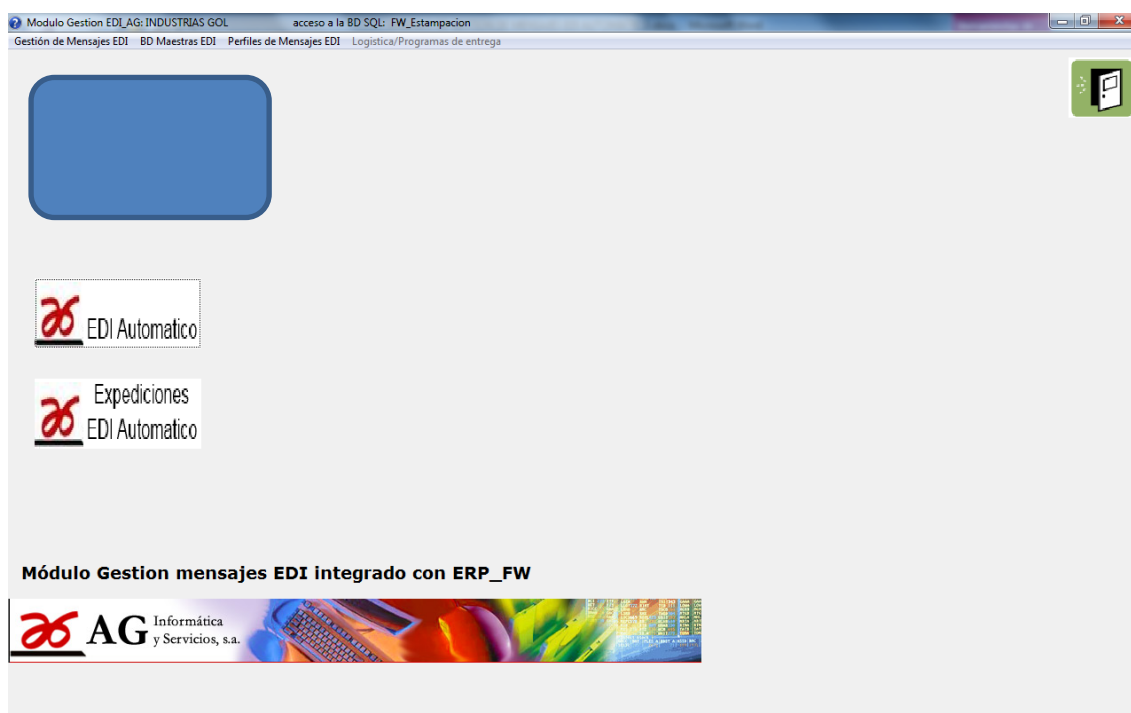 Modulo Gestion EDI_AG: INDUSTRIAS GOL acceso a la BD SQL: FW_Estampacion
Gestión de Mensajes EDI BD Maestras EDI Perfiles de Mensajes EDI Logistica/Programas de entrega
EDI Automatico
Expediciones
EDI Automatico
Módulo Gestion mensajes EDI integrado con ERP_FW
AG Informática
y Servicios, s.a.